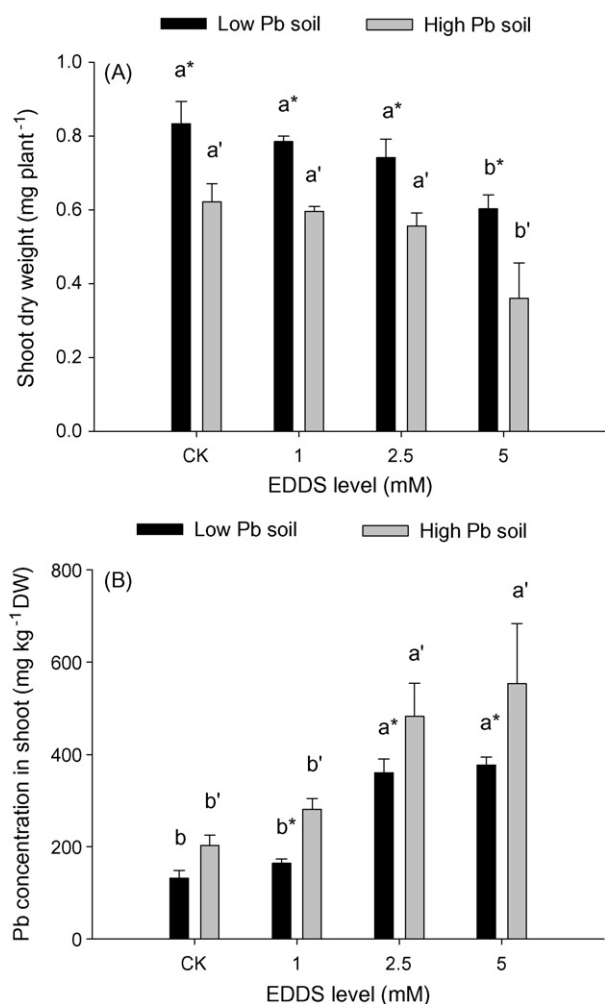 Low Pb soil High Pb soil
(A)
Shoot dry weight (mg plant⁻¹)
1.0
0.8
0.6
0.4
0.2
0.0
a* a' a* a' a* a' b* b'
CK 1 2.5 5
EDDS level (mM)
Low Pb soil High Pb soil
(B)
Pb concentration in shoot (mg kg⁻¹DW)
800
600
400
200
0
b b' b* b' a* a' a* a'
CK 1 2.5 5
EDDS level (mM)